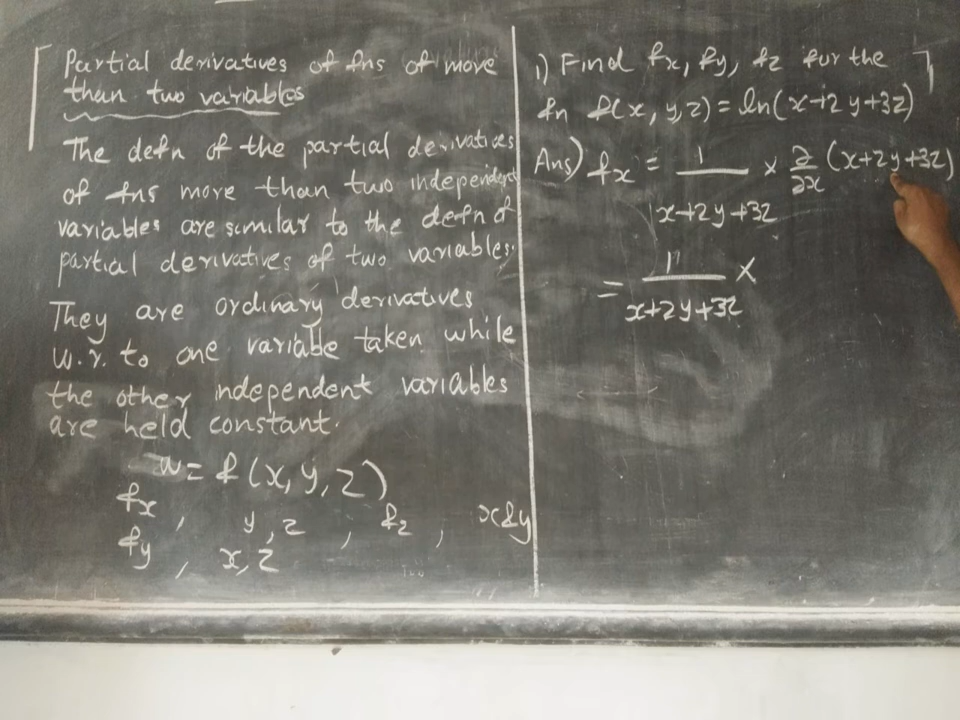 Partial derivatives of fns of more
than two variables
The defn of the partial derivatives
of fns more than two independent
variables are similar to the defn of
partial derivatives of two variables.
They are ordinary derivatives
w.r. to one variable taken while
the other independent variables
are held constant.
w = f(x, y, z)
fx, y, z, fz, x&y
fy, x, z
1) Find fx, fy, fz for the
fn f(x, y, z) = ln(x+2y+3z)
Ans) fx = 1/(x+2y+3z) × ∂/∂x (x+2y+3z)
= 1/(x+2y+3z) ×